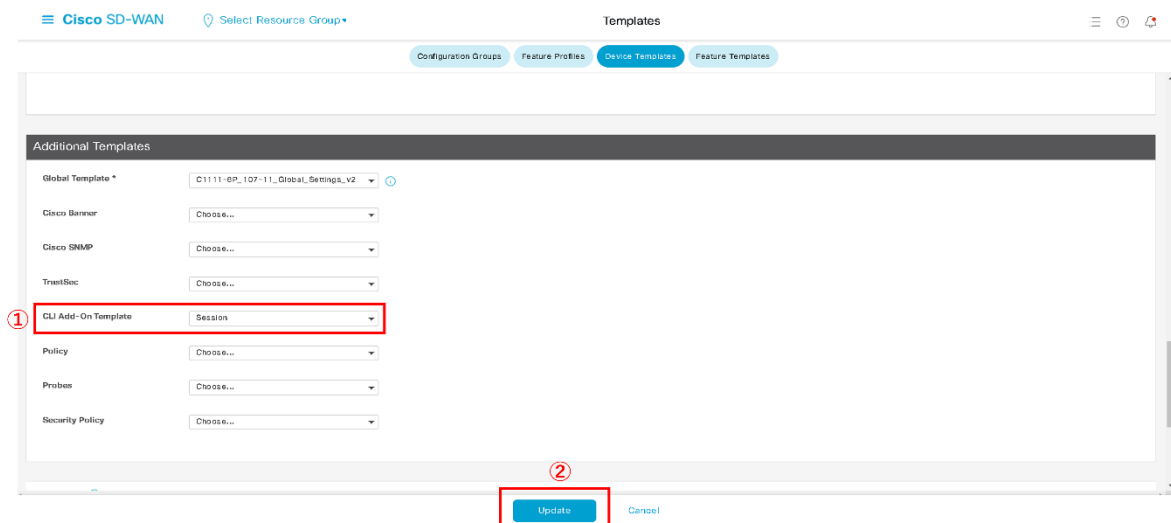 Cisco SD-WAN
Select Resource Group
Templates
Configuration Groups
Feature Profiles
Device Templates
Feature Templates
Additional Templates
Global Template *
C1111-8P_107-11_Global_Settings_v2
Cisco Banner
Choose...
Cisco SNMP
Choose...
TrustSec
Choose...
①
CLI Add-On Template
Session
Policy
Choose...
Probes
Choose...
Security Policy
Choose...
②
Update
Cancel